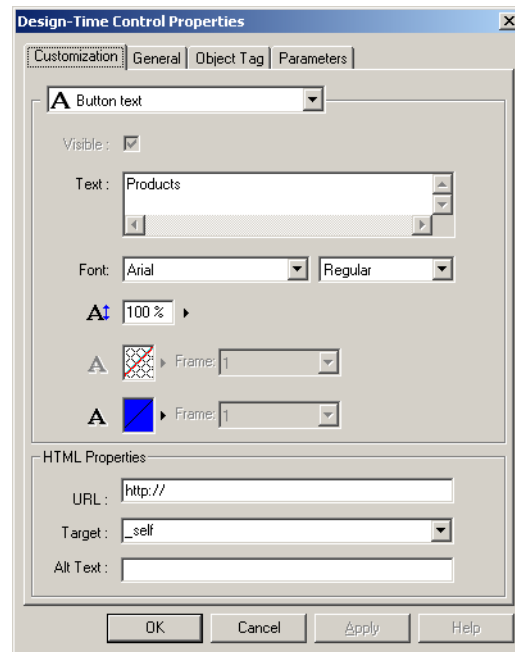 Design-Time Control Properties
Customization General Object Tag Parameters
A Button text
Visible :
Text : Products
Font: Arial Regular
A 100 %
A Frame: 1
A Frame: 1
HTML Properties
URL : http://
Target : _self
Alt Text :
OK Cancel Apply Help